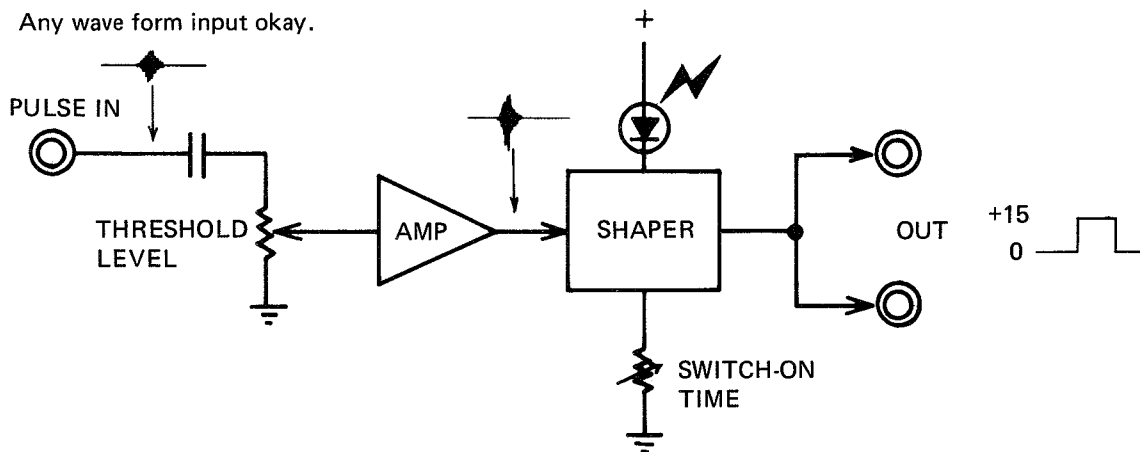 Any wave form input okay.
PULSE IN
+
THRESHOLD
LEVEL
AMP
SHAPER
OUT
+15
0
SWITCH-ON
TIME